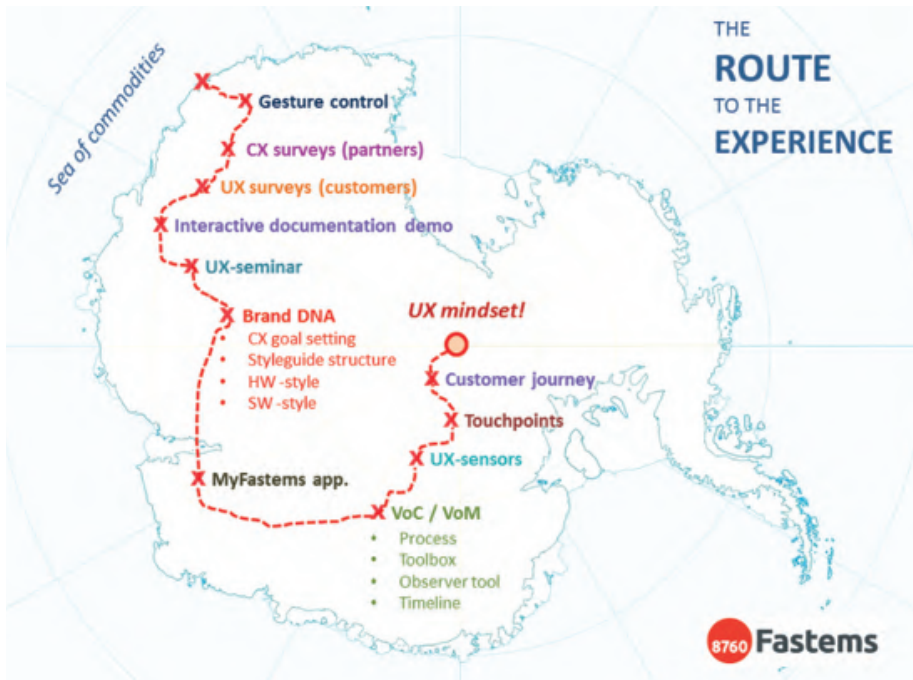 THE
ROUTE
TO THE
EXPERIENCE
Sea of commodities
Gesture control
CX surveys (partners)
UX surveys (customers)
Interactive documentation demo
UX-seminar
Brand DNA
• CX goal setting
• Styleguide structure
• HW -style
• SW -style
UX mindset!
Customer journey
Touchpoints
UX-sensors
MyFastems app.
VoC / VoM
• Process
• Toolbox
• Observer tool
• Timeline
8760 Fastems